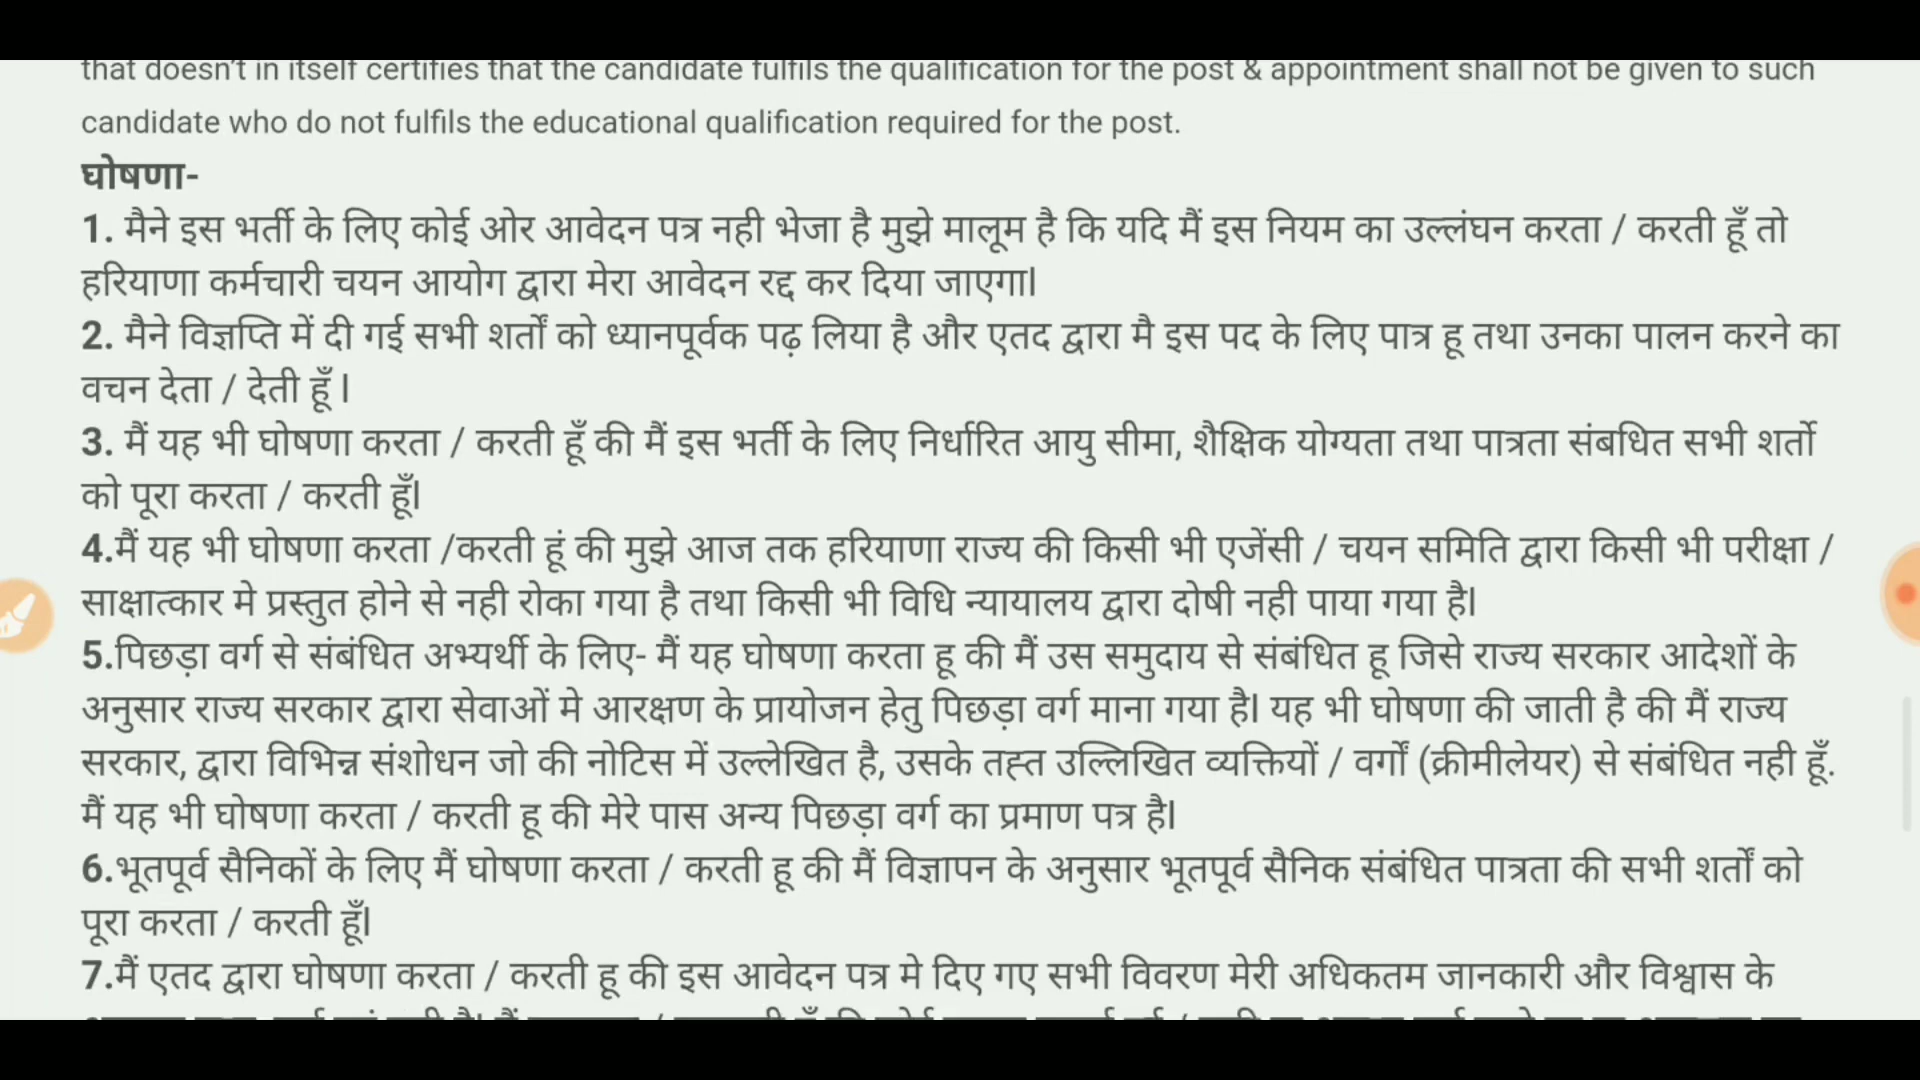 that doesn't in itself certifies that the candidate fulfils the qualification for the post & appointment shall not be given to such
candidate who do not fulfils the educational qualification required for the post.
घोषणा-
1. मैने इस भर्ती के लिए कोई ओर आवेदन पत्र नही भेजा है मुझे मालूम है कि यदि मैं इस नियम का उल्लंघन करता / करती हूँ तो
हरियाणा कर्मचारी चयन आयोग द्वारा मेरा आवेदन रद्द कर दिया जाएगा|
2. मैने विज्ञप्ति में दी गई सभी शर्तों को ध्यानपूर्वक पढ़ लिया है और एतद द्वारा मै इस पद के लिए पात्र हू तथा उनका पालन करने का
वचन देता / देती हूँ |
3. मैं यह भी घोषणा करता / करती हूँ की मैं इस भर्ती के लिए निर्धारित आयु सीमा, शैक्षिक योग्यता तथा पात्रता संबधित सभी शर्तो
को पूरा करता / करती हूँ|
4.मैं यह भी घोषणा करता /करती हूं की मुझे आज तक हरियाणा राज्य की किसी भी एजेंसी / चयन समिति द्वारा किसी भी परीक्षा /
साक्षात्कार मे प्रस्तुत होने से नही रोका गया है तथा किसी भी विधि न्यायालय द्वारा दोषी नही पाया गया है|
5.पिछड़ा वर्ग से संबंधित अभ्यर्थी के लिए- मैं यह घोषणा करता हू की मैं उस समुदाय से संबंधित हू जिसे राज्य सरकार आदेशों के
अनुसार राज्य सरकार द्वारा सेवाओं मे आरक्षण के प्रायोजन हेतु पिछड़ा वर्ग माना गया है| यह भी घोषणा की जाती है की मैं राज्य
सरकार, द्वारा विभिन्न संशोधन जो की नोटिस में उल्लेखित है, उसके तह्त उल्लिखित व्यक्तियों / वर्गों (क्रीमीलेयर) से संबंधित नही हूँ.
मैं यह भी घोषणा करता / करती हू की मेरे पास अन्य पिछड़ा वर्ग का प्रमाण पत्र है|
6.भूतपूर्व सैनिकों के लिए मैं घोषणा करता / करती हू की मैं विज्ञापन के अनुसार भूतपूर्व सैनिक संबंधित पात्रता की सभी शर्तों को
पूरा करता / करती हूँ|
7.मैं एतद द्वारा घोषणा करता / करती हू की इस आवेदन पत्र मे दिए गए सभी विवरण मेरी अधिकतम जानकारी और विश्वास के